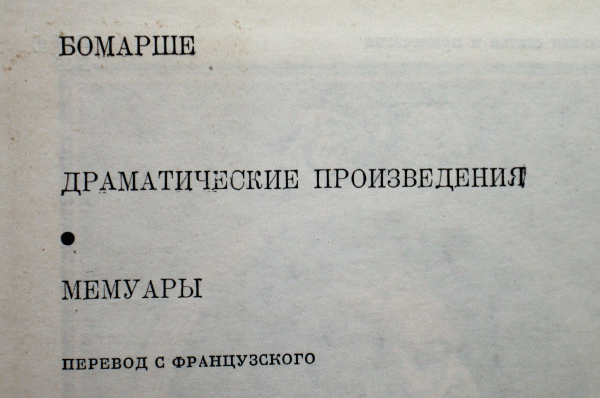 БОМАРШЕ
ДРАМАТИЧЕСКИЕ ПРОИЗВЕДЕНИЯ
•
МЕМУАРЫ
ПЕРЕВОД С ФРАНЦУЗСКОГО